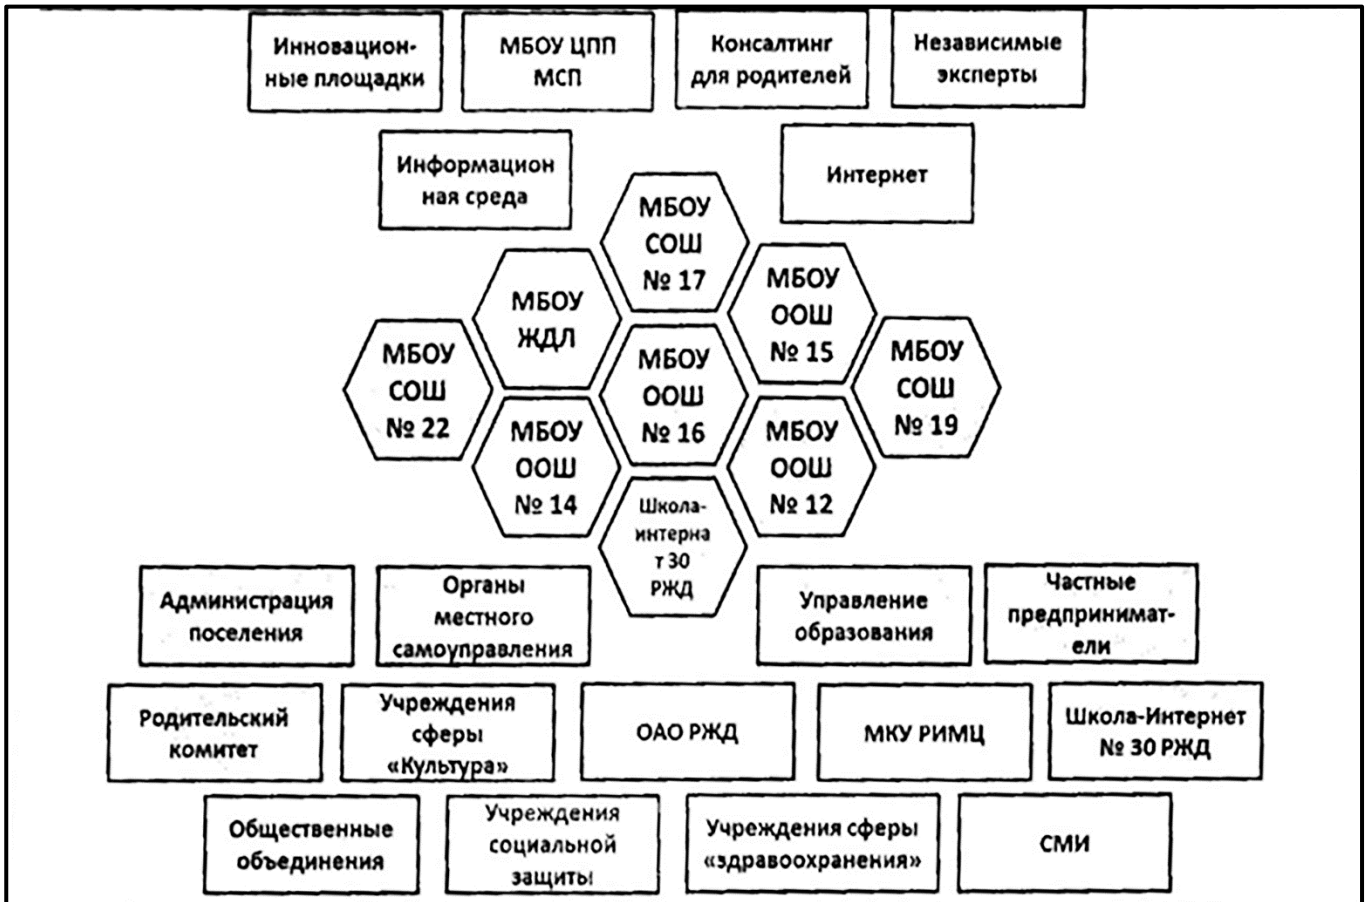 Инновацион-
ные площадки
МБОУ ЦПП
МСП
Консалтинг
для родителей
Независимые
эксперты
Информацион
ная среда
Интернет
МБОУ
СОШ
№ 17
МБОУ
ЖДЛ
МБОУ
ООШ
№ 15
МБОУ
СОШ
№ 22
МБОУ
ООШ
№ 16
МБОУ
СОШ
№ 19
МБОУ
ООШ
№ 14
МБОУ
ООШ
№ 12
Школа-
интерна
т 30
РЖД
Администрация
поселения
Органы
местного
самоуправления
Управление
образования
Частные
предпринимат-
ели
Родительский
комитет
Учреждения
сферы
«Культура»
ОАО РЖД
МКУ РИМЦ
Школа-Интернет
№ 30 РЖД
Общественные
объединения
Учреждения
социальной
защиты
Учреждения сферы
«здравоохранения»
СМИ